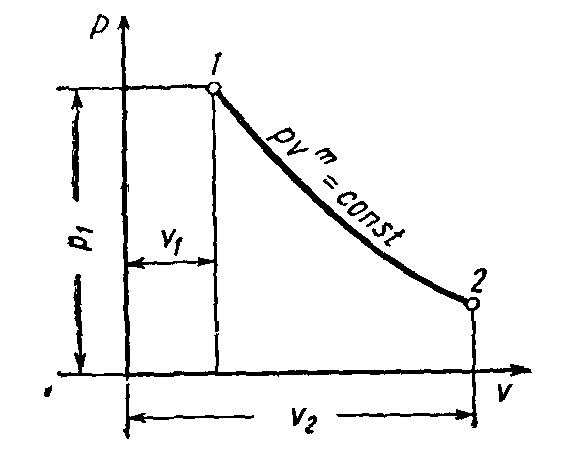 p
1
pv^m = const
p₁
v₁
2
v
v₂